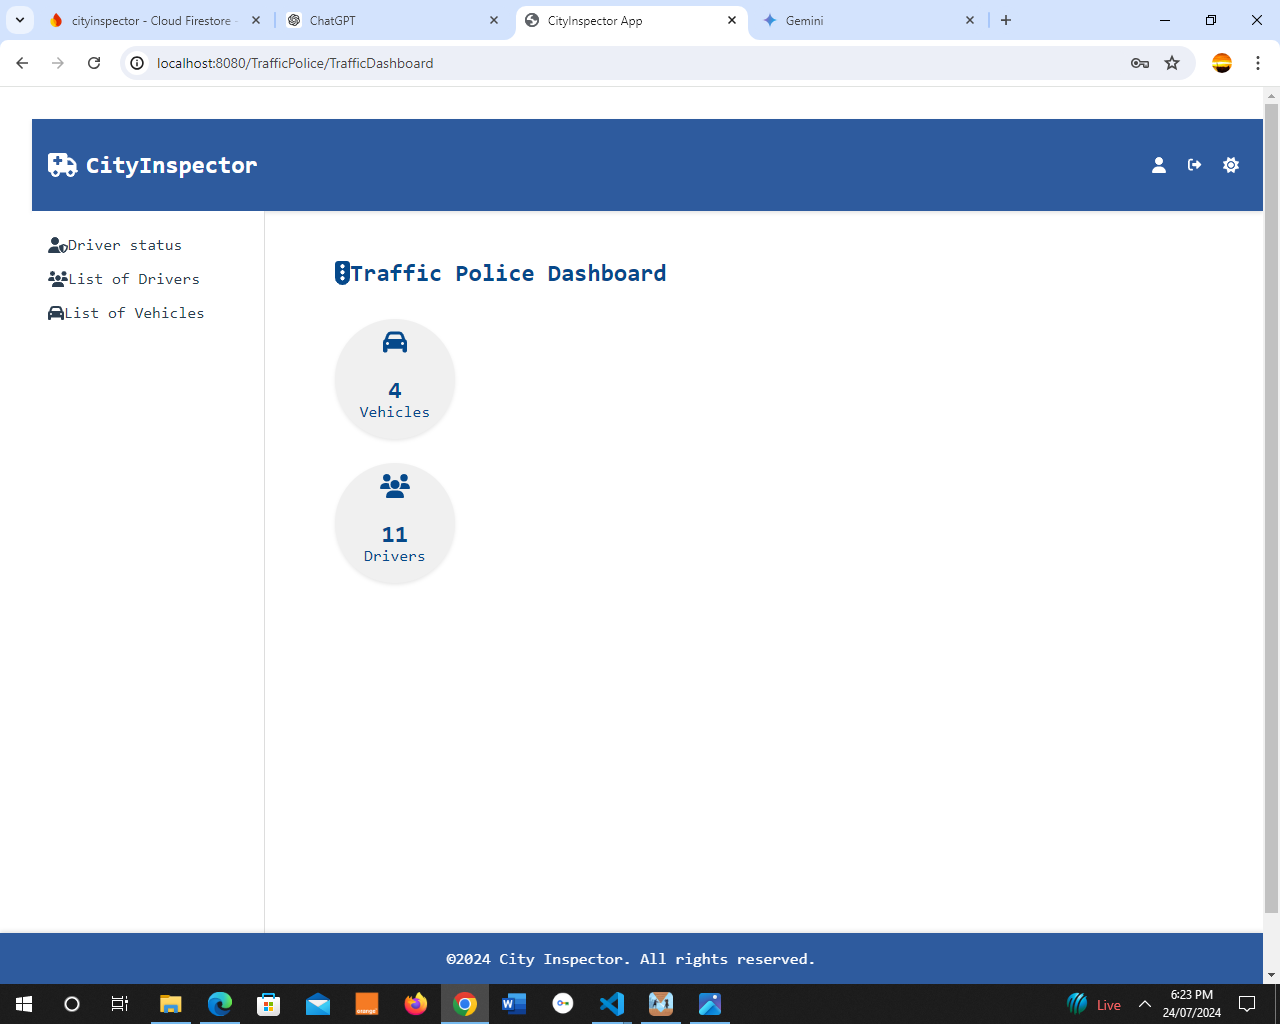 cityinspector - Cloud Firestore
ChatGPT
CityInspector App
Gemini
localhost:8080/TrafficPolice/TrafficDashboard
CityInspector
Driver status
List of Drivers
List of Vehicles
Traffic Police Dashboard
4
Vehicles
11
Drivers
©2024 City Inspector. All rights reserved.
orange
Live
6:23 PM
24/07/2024